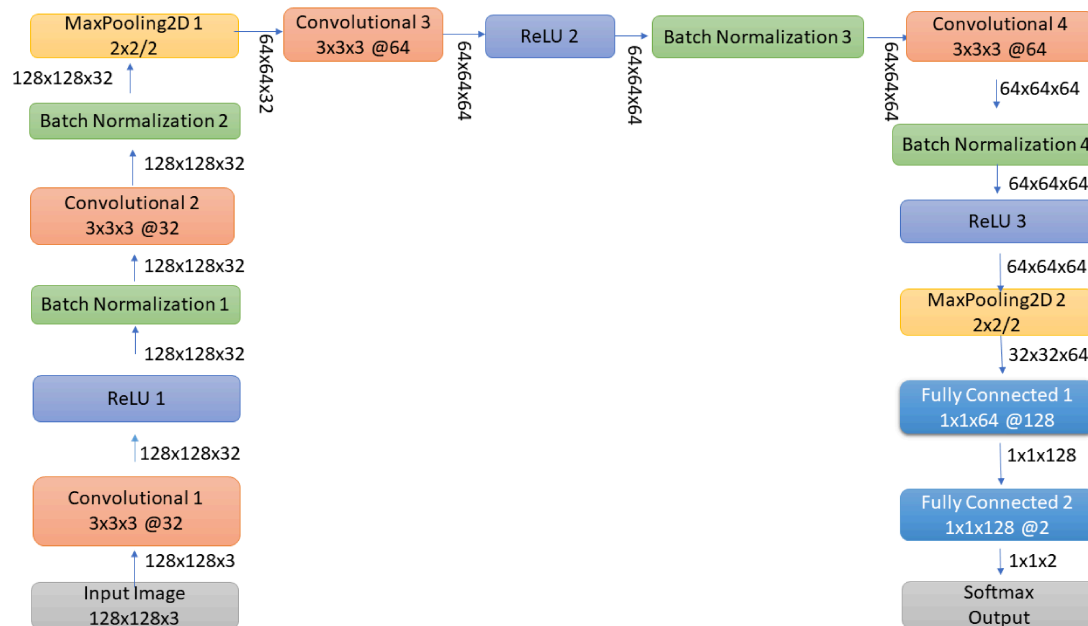 Input Image
128x128x3
128x128x3
Convolutional 1
3x3x3 @32
128x128x32
ReLU 1
128x128x32
Batch Normalization 1
128x128x32
Convolutional 2
3x3x3 @32
128x128x32
Batch Normalization 2
128x128x32
MaxPooling2D 1
2x2/2
64x64x32
Convolutional 3
3x3x3 @64
64x64x64
ReLU 2
64x64x64
Batch Normalization 3
64x64x64
Convolutional 4
3x3x3 @64
64x64x64
Batch Normalization 4
64x64x64
ReLU 3
64x64x64
MaxPooling2D 2
2x2/2
32x32x64
Fully Connected 1
1x1x64 @128
1x1x128
Fully Connected 2
1x1x128 @2
1x1x2
Softmax
Output